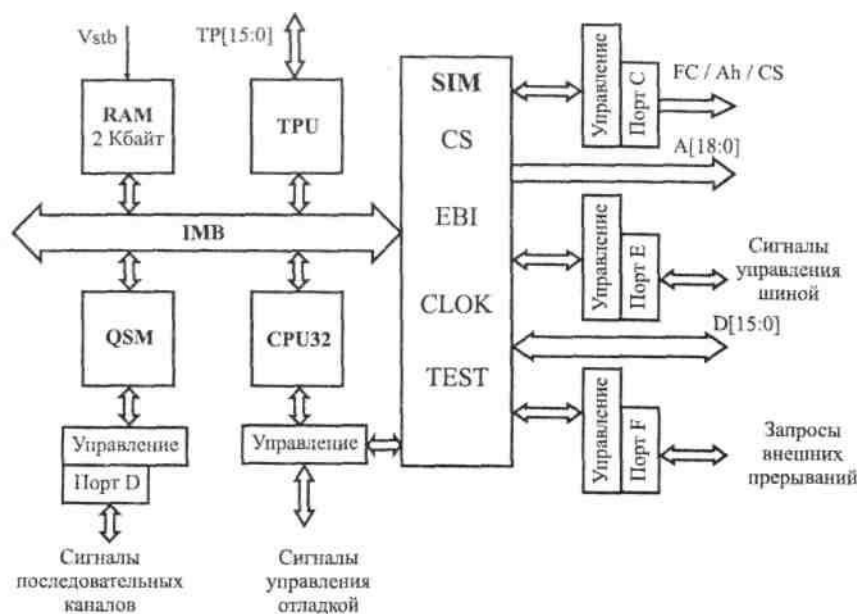 Vstb
TP[15:0]
RAM
2 Кбайт
TPU
SIM
CS
EBI
CLOK
TEST
IMB
QSM
CPU32
Управление
Порт D
Управление
Сигналы
последовательных
каналов
Сигналы
управления
отладкой
Управление
Порт C
FC / Ah / CS
A[18:0]
Управление
Порт E
Сигналы
управления
шиной
D[15:0]
Управление
Порт F
Запросы
внешних
прерываний